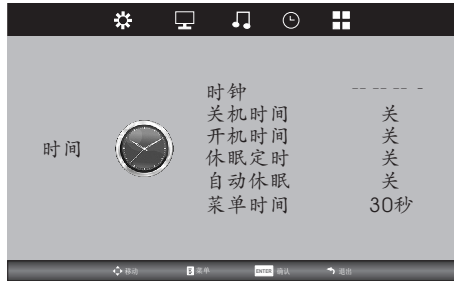 时钟 -- -- -- -
关机时间 关
开机时间 关
时间
休眠定时 关
自动休眠 关
菜单时间 30秒
移动 S 菜单 ENTER 确认 退出